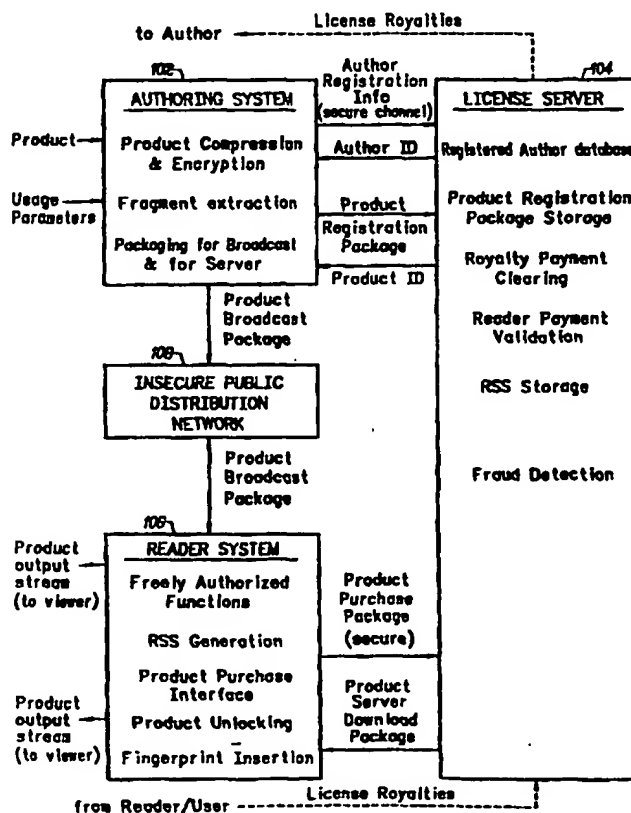 to Author
License Royalties
102
AUTHORING SYSTEM
Product
Product Compression
& Encryption
Usage
Parameters
Fragment extraction
Packaging for Broadcast
& for Server
Author
Registration
Info
(secure channel)
Author ID
Product
Registration
Package
Product ID
104
LICENSE SERVER
Registered Author database
Product Registration
Package Storage
Royalty Payment
Clearing
Reader Payment
Validation
RSS Storage
Fraud Detection
Product
Broadcast
Package
108
INSECURE PUBLIC
DISTRIBUTION
NETWORK
Product
Broadcast
Package
106
READER SYSTEM
Product
output
stream
(to viewer)
Freely Authorized
Functions
RSS Generation
Product Purchase
Interface
Product
output
stream
(to viewer)
Product Unlocking
Fingerprint Insertion
Product
Purchase
Package
(secure)
Product
Server
Download
Package
from Reader/User
License Royalties